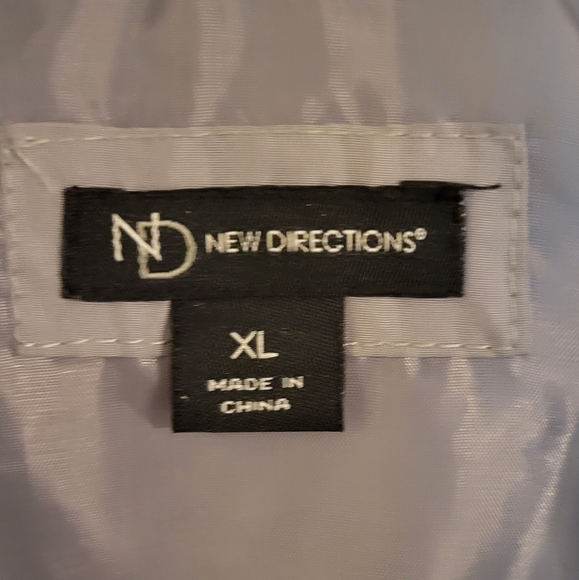 ND NEW DIRECTIONS®
XL
MADE IN
CHINA